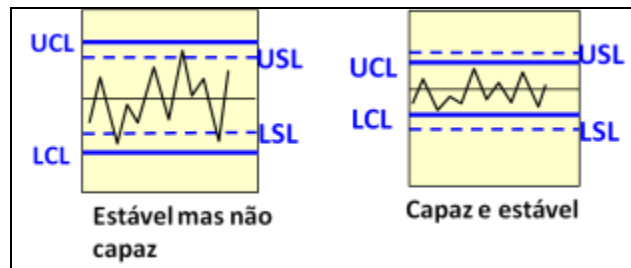 UCL
USL
LSL
LCL
Estável mas não
capaz
USL
UCL
LCL
LSL
Capaz e estável